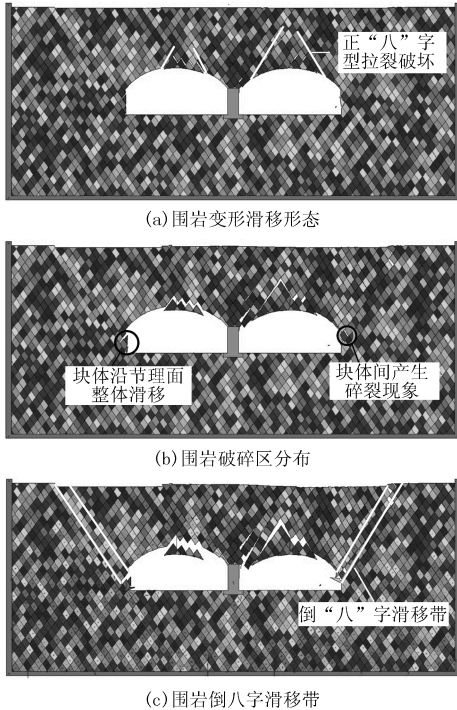 正“八”字
型拉裂破坏
(a)围岩变形滑移形态
块体沿节理面
整体滑移
块体间产生
碎裂现象
(b)围岩破碎区分布
倒“八”字滑移带
(c)围岩倒八字滑移带